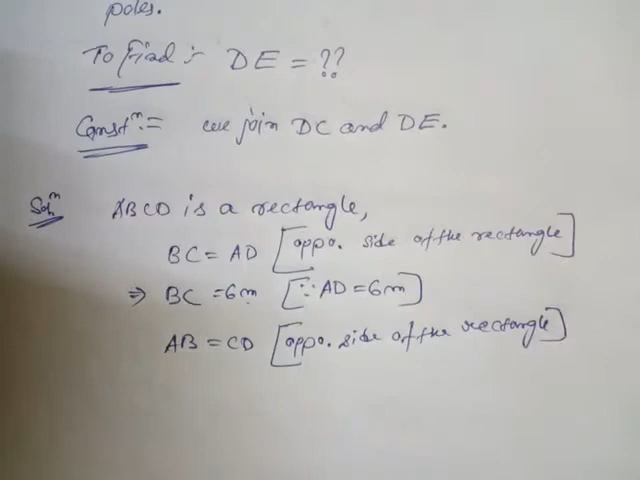 poles.
To find :- DE = ??
Constⁿ := we join DC and DE.
Solⁿ ABCD is a rectangle,
BC = AD [oppo. side of the rectangle]
⇒ BC = 6m [∵ AD = 6m]
AB = CD [oppo. side of the rectangle]